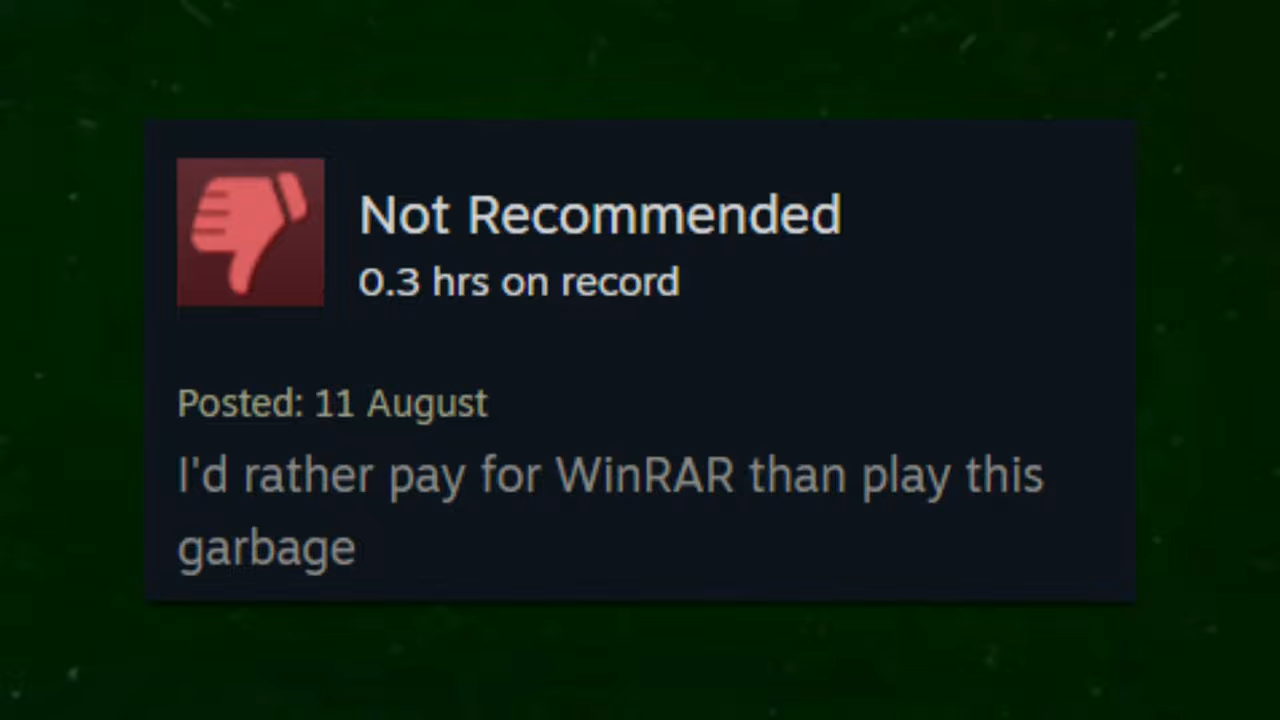 Not Recommended
0.3 hrs on record
Posted: 11 August
I'd rather pay for WinRAR than play this
garbage